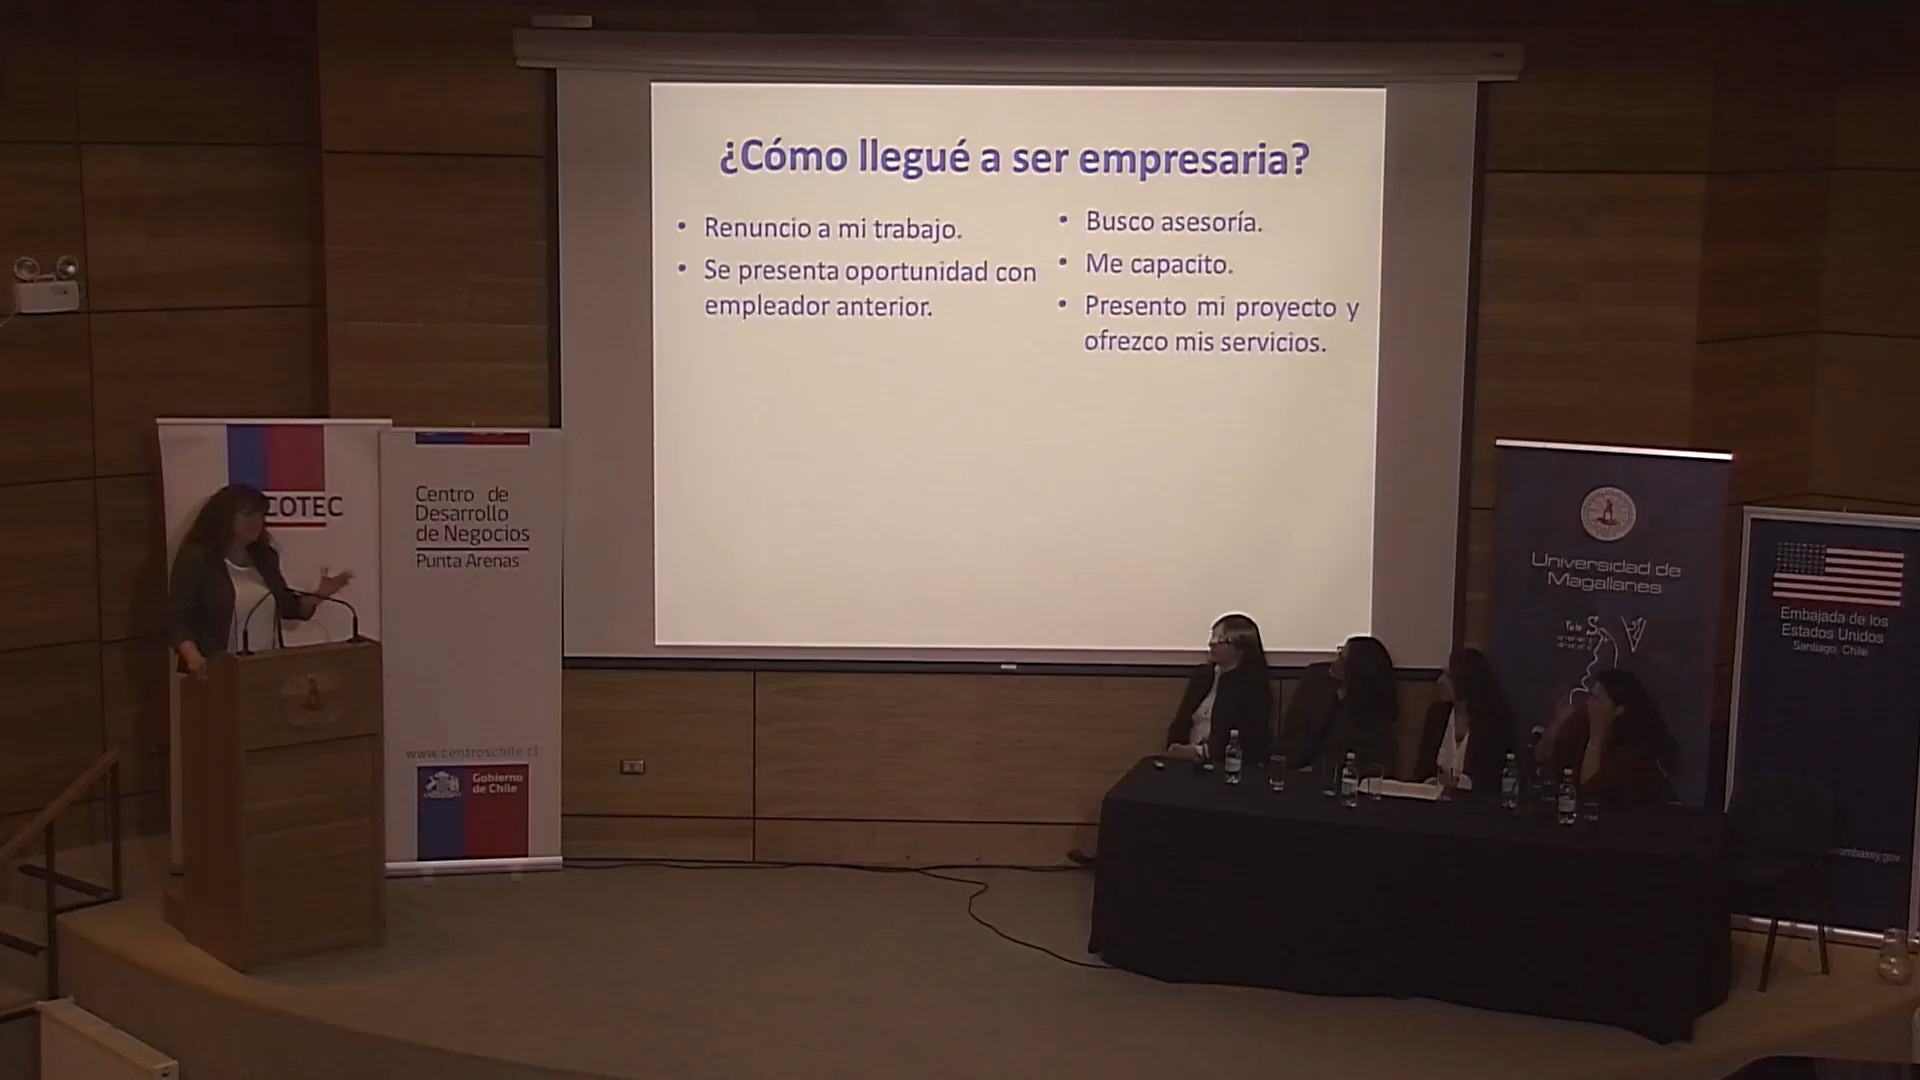 ¿Cómo llegué a ser empresaria?
• Renuncio a mi trabajo.
• Se presenta oportunidad con
empleador anterior.
• Busco asesoría.
• Me capacito.
• Presento mi proyecto y
ofrezco mis servicios.
COTEC
Centro de
Desarrollo
de Negocios
Punta Arenas
www.centroschile.cl
Gobierno
de Chile
Universidad de
Magallanes
Embajada de los
Estados Unidos
Santiago, Chile
embassy.gov